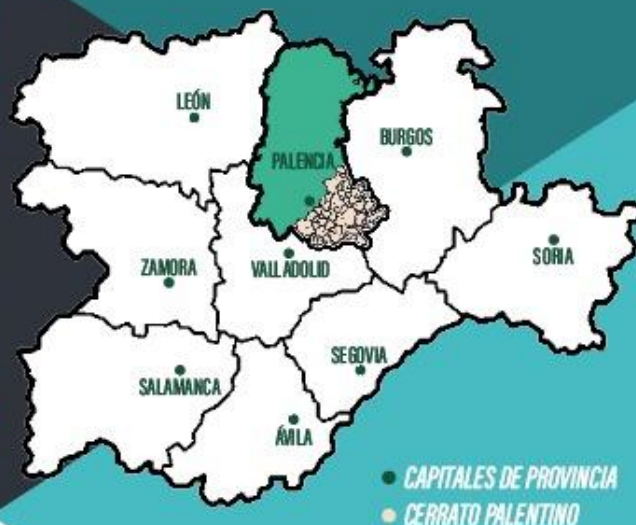 LEÓN
BURGOS
PALENCIA
SORIA
ZAMORA
VALLADOLID
SEGOVIA
SALAMANCA
ÁVILA
CAPITALES DE PROVINCIA
CERRATO PALENTINO